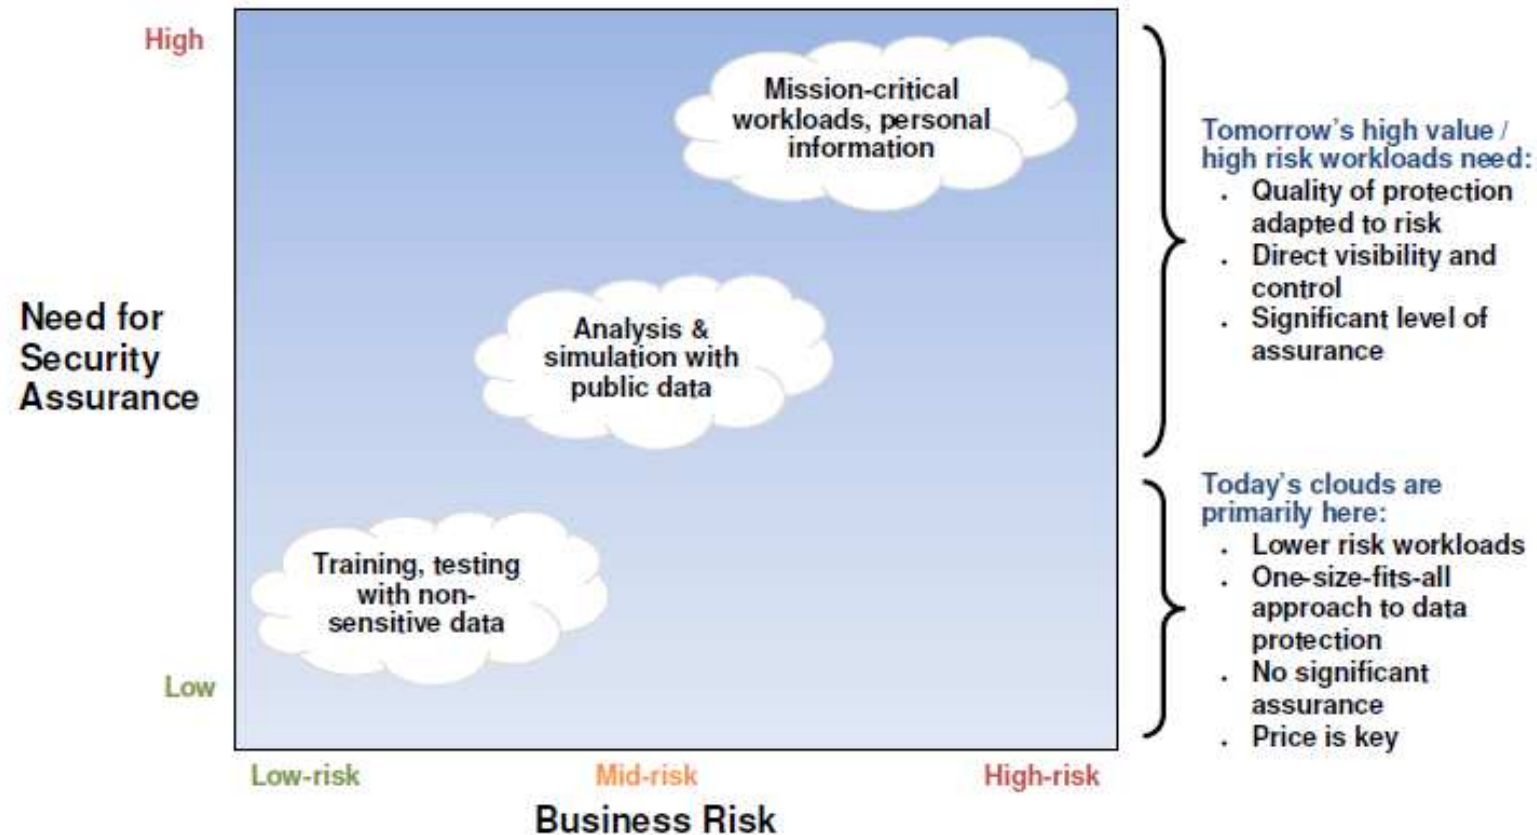 High
Mission-critical
workloads, personal
information
Tomorrow's high value /
high risk workloads need:
. Quality of protection
adapted to risk
. Direct visibility and
control
. Significant level of
assurance
Need for
Security
Assurance
Analysis &
simulation with
public data
Today's clouds are
primarily here:
. Lower risk workloads
. One-size-fits-all
approach to data
protection
. No significant
assurance
. Price is key
Training, testing
with non-
sensitive data
Low
Low-risk
Mid-risk
High-risk
Business Risk